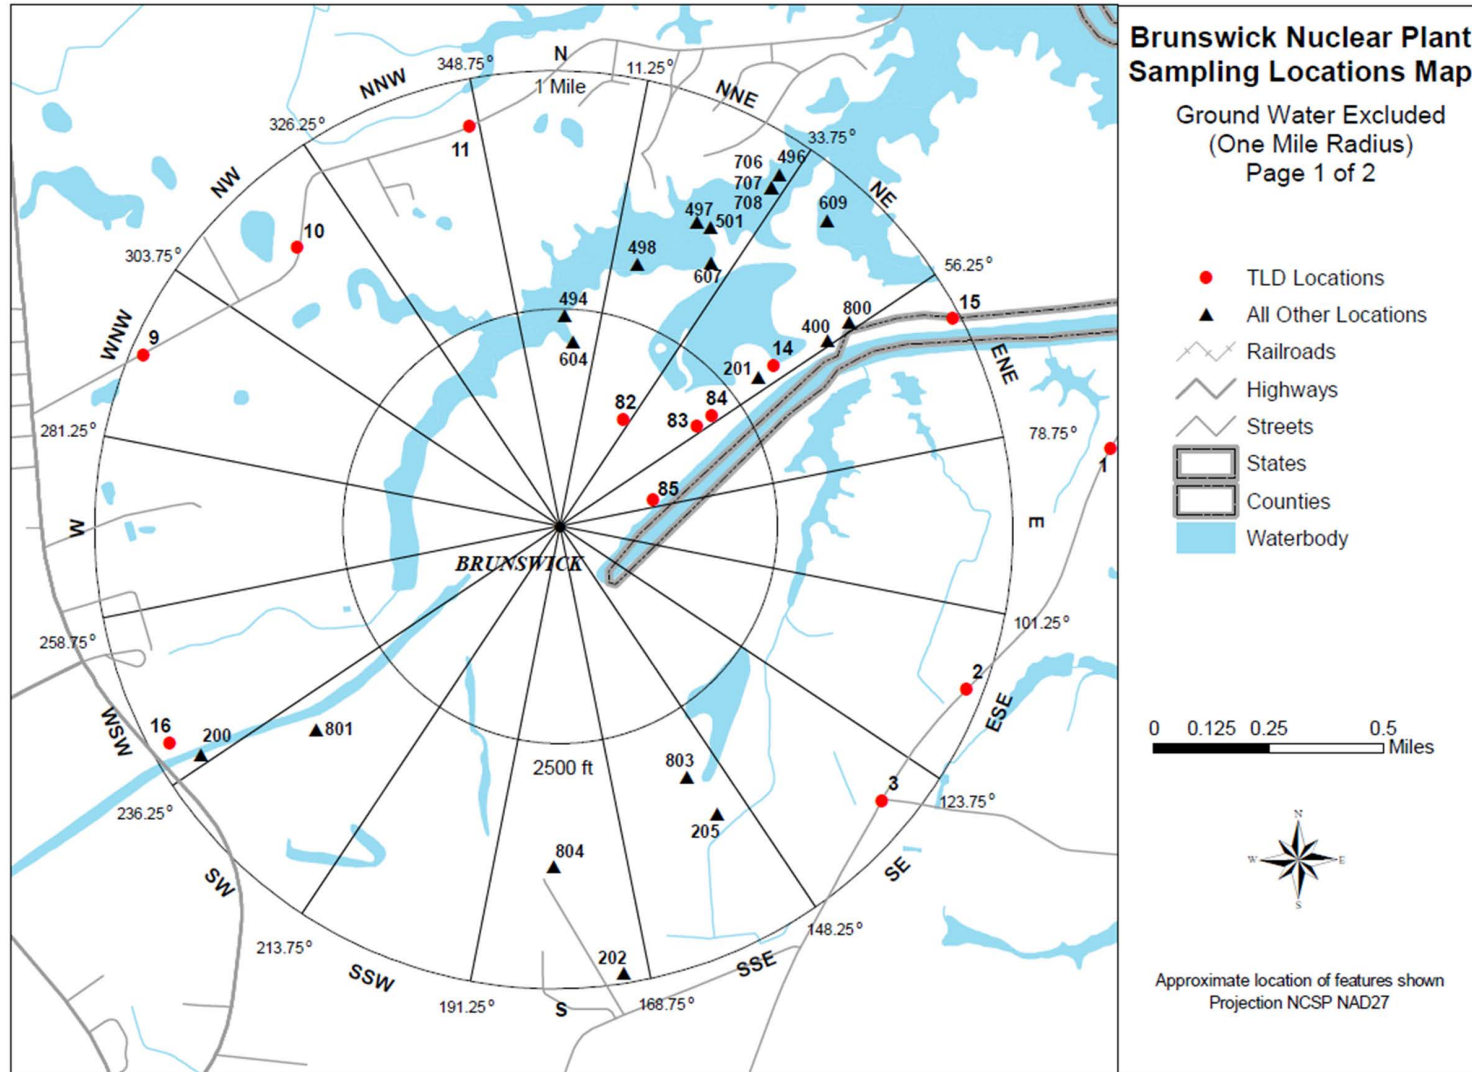 Brunswick Nuclear Plant
Sampling Locations Map
Ground Water Excluded
(One Mile Radius)
Page 1 of 2
TLD Locations
All Other Locations
Railroads
Highways
Streets
States
Counties
Waterbody
0 0.125 0.25 0.5
Miles
N
W E
S
Approximate location of features shown
Projection NCSP NAD27
N
1 Mile
348.75°
11.25°
NNW
NNE
326.25°
33.75°
11
706 496
707
708
NW
NE
497 501
609
10
498
607
303.75°
56.25°
494
800
15
400
WNW
9
604
14
ENE
201
82
84
83
281.25°
78.75°
1
85
W
E
BRUNSWICK
258.75°
101.25°
2
WSW
ESE
16
200
801
2500 ft
803
3
236.25°
123.75°
205
804
SW
SE
213.75°
148.25°
202
SSW
SSE
191.25°
S
168.75°